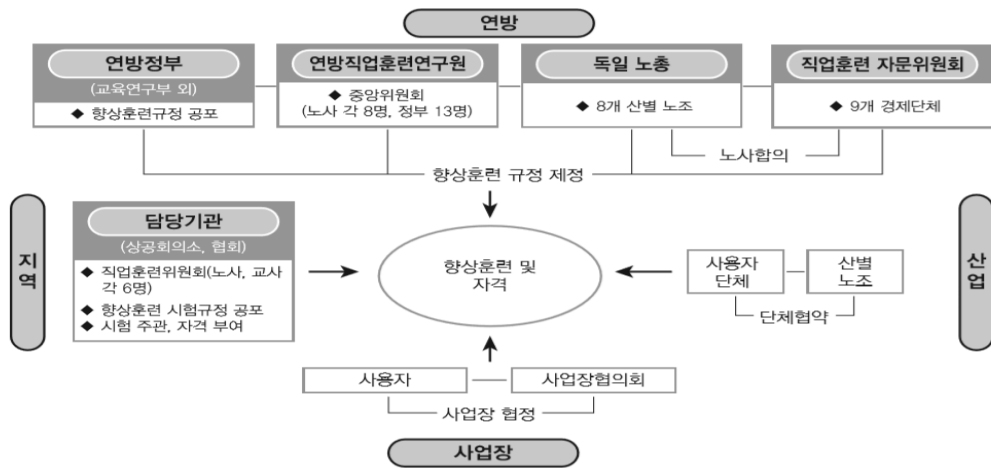 연방
연방정부
(교육연구부 외)
◆ 향상훈련규정 공포
연방직업훈련연구원
◆ 중앙위원회
(노사 각 8명, 정부 13명)
독일 노총
◆ 8개 산별 노조
직업훈련 자문위원회
◆ 9개 경제단체
노사합의
향상훈련 규정 제정
지역
담당기관
(상공회의소, 협회)
◆ 직업훈련위원회(노사, 교사
각 6명)
◆ 향상훈련 시험규정 공포
◆ 시험 주관, 자격 부여
향상훈련 및
자격
사용자
단체
산별
노조
단체협약
산업
사용자
사업장협의회
사업장 협정
사업장